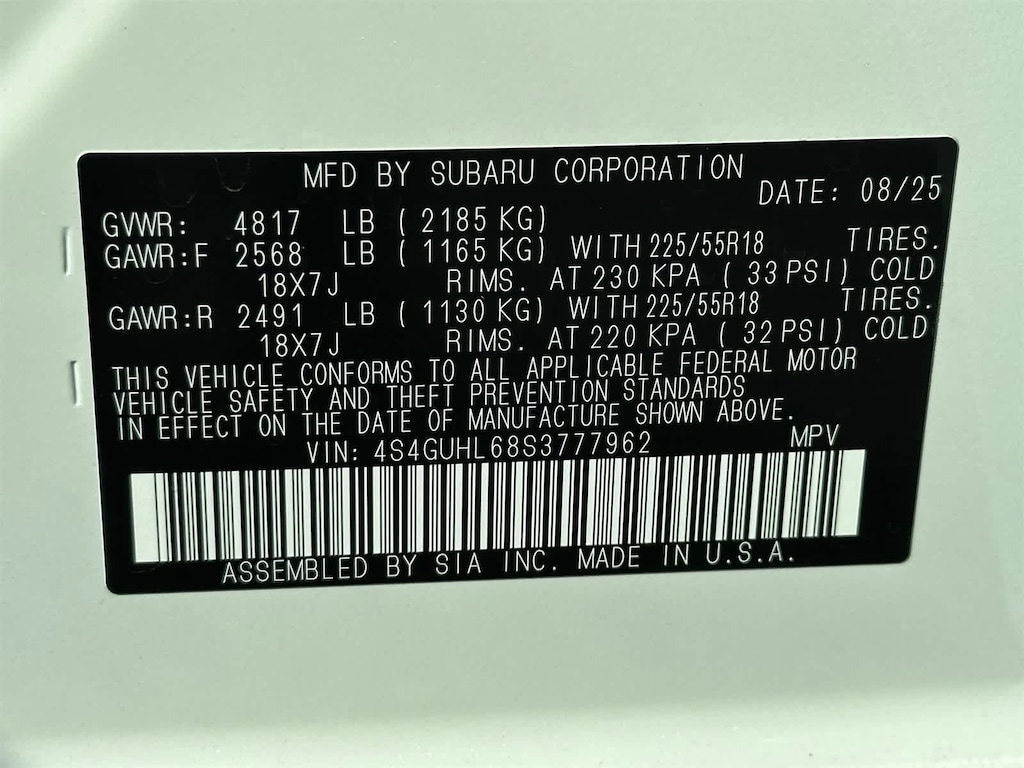 MFD BY SUBARU CORPORATION
DATE: 08/25
GVWR: 4817 LB ( 2185 KG)
GAWR:F 2568 LB ( 1165 KG) WITH 225/55R18 TIRES.
18X7J RIMS. AT 230 KPA ( 33 PSI) COLD
GAWR:R 2491 LB ( 1130 KG) WITH 225/55R18 TIRES.
18X7J RIMS. AT 220 KPA ( 32 PSI) COLD
THIS VEHICLE CONFORMS TO ALL APPLICABLE FEDERAL MOTOR
VEHICLE SAFETY AND THEFT PREVENTION STANDARDS
IN EFFECT ON THE DATE OF MANUFACTURE SHOWN ABOVE.
VIN: 4S4GUHL68S3777962 MPV
ASSEMBLED BY SIA INC. MADE IN U.S.A.